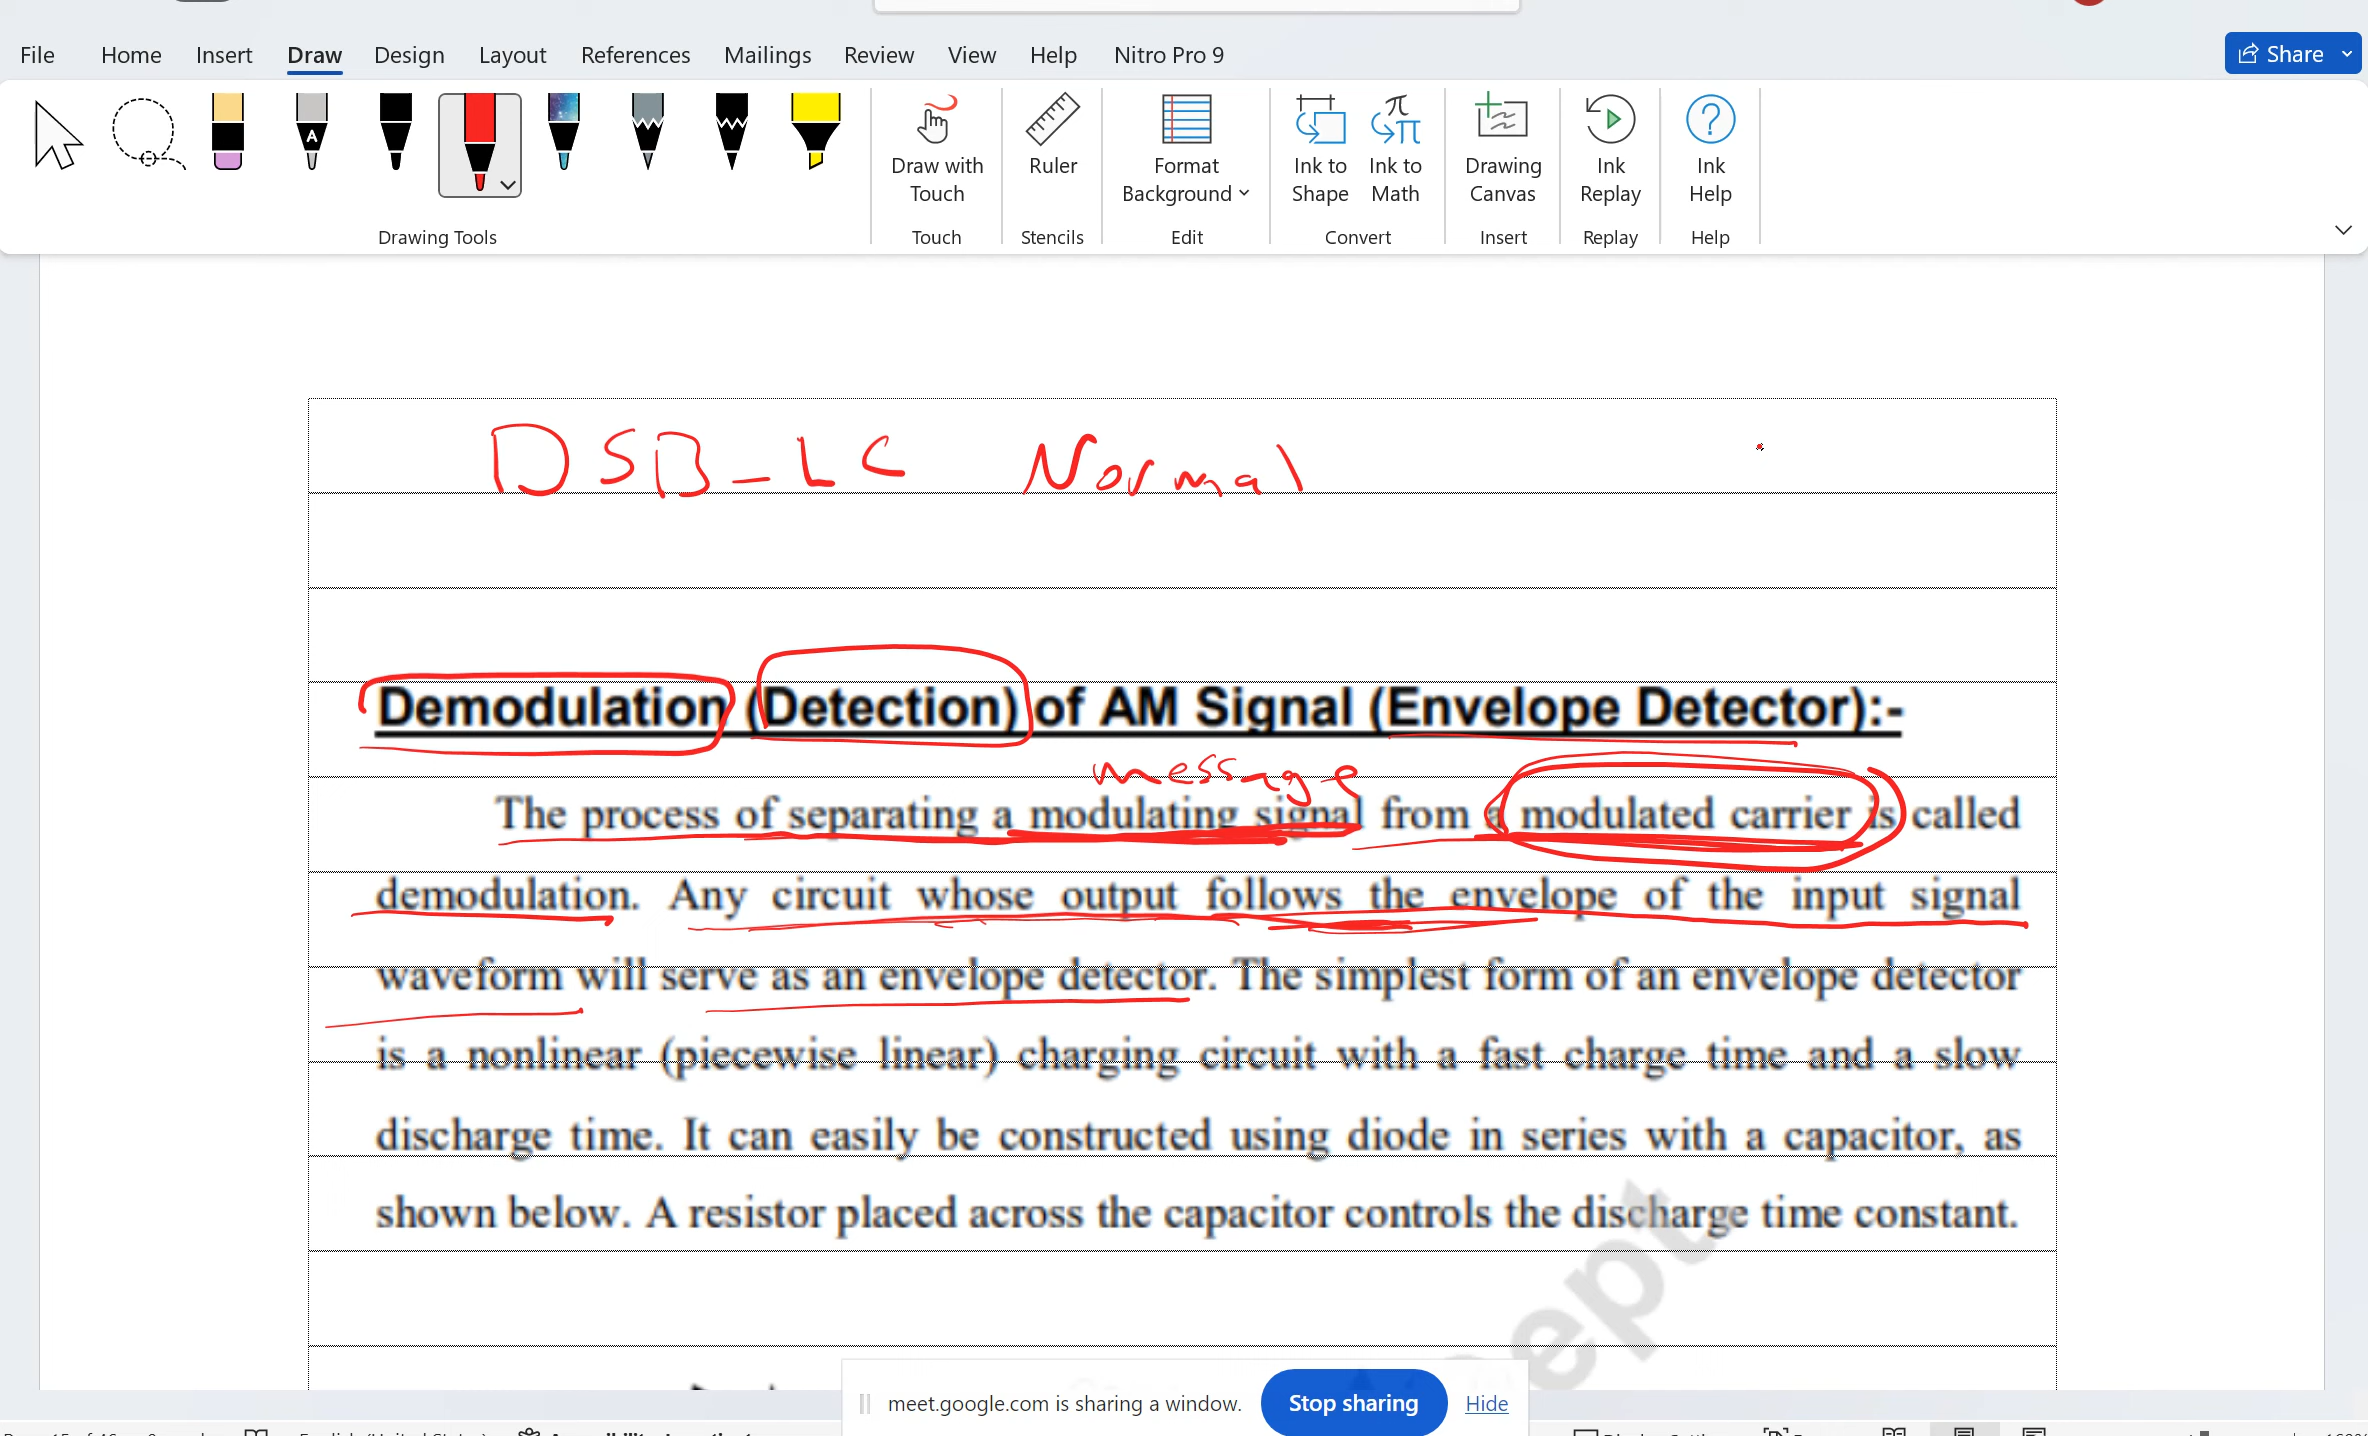 File Home Insert Draw Design Layout References Mailings Review View Help Nitro Pro 9 Share
A
Draw with Touch Ruler Format Background Ink to Shape Ink to Math Drawing Canvas Ink Replay Ink Help
Drawing Tools Touch Stencils Edit Convert Insert Replay Help
DSB-LC Normal
Demodulation (Detection) of AM Signal (Envelope Detector):-
message
The process of separating a modulating signal from a modulated carrier is called
demodulation. Any circuit whose output follows the envelope of the input signal
waveform will serve as an envelope detector. The simplest form of an envelope detector
is a nonlinear (piecewise linear) charging circuit with a fast charge time and a slow
discharge time. It can easily be constructed using diode in series with a capacitor, as
shown below. A resistor placed across the capacitor controls the discharge time constant.
ept
meet.google.com is sharing a window. Stop sharing Hide